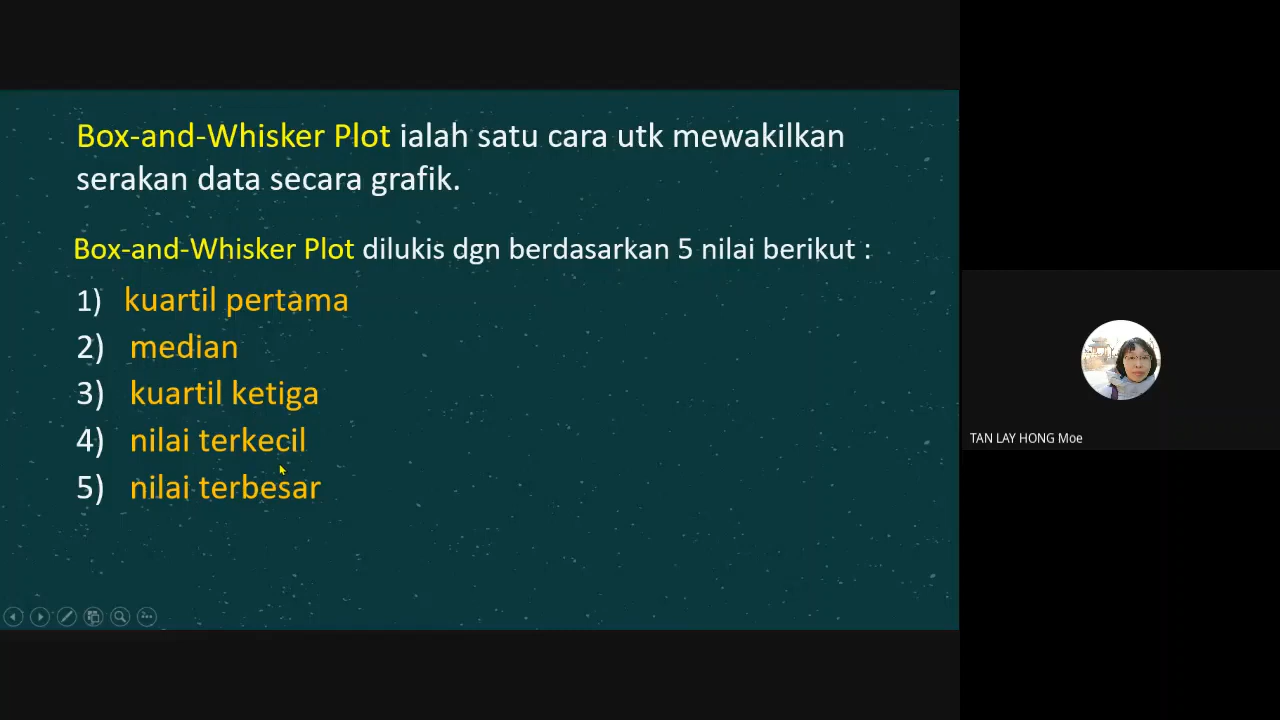 Box-and-Whisker Plot ialah satu cara utk mewakilkan
serakan data secara grafik.
Box-and-Whisker Plot dilukis dgn berdasarkan 5 nilai berikut :
1) kuartil pertama
2) median
3) kuartil ketiga
4) nilai terkecil
5) nilai terbesar
TAN LAY HONG Moe